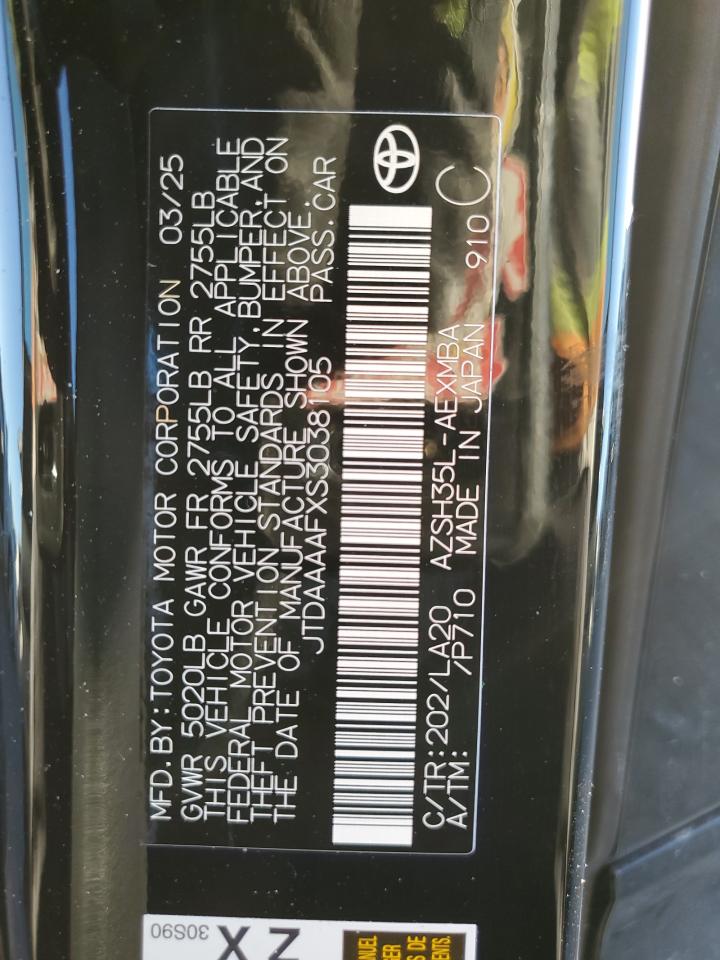 MFD.BY:TOYOTA MOTOR CORPORATION 03/25
GVWR 5020LB GAWR FR 2755LB RR 2755LB
THIS VEHICLE CONFORMS TO ALL APPLICABLE
FEDERAL MOTOR VEHICLE SAFETY,BUMPER,AND
THEFT PREVENTION STANDARDS IN EFFECT ON
THE DATE OF MANUFACTURE SHOWN ABOVE.
JTDAAAAFXS3038105 PASS.CAR
C/TR:202/LA20 AZSH35L-AEXMBA 910 C
A/TM: /P710 MADE IN JAPAN
ZX
30S90